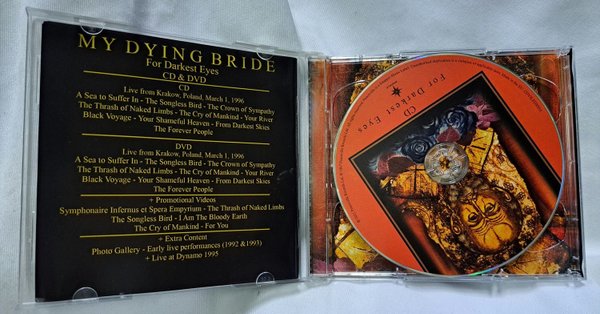 MY DYING BRIDE
For Darkest Eyes
CD & DVD
CD
Live from Krakow, Poland, March 1, 1996
A Sea to Suffer In - The Songless Bird - The Crown of Sympathy
The Thrash of Naked Limbs - The Cry of Mankind - Your River
Black Voyage - Your Shameful Heaven - From Darkest Skies
The Forever People
DVD
Live from Krakow, Poland, March 1, 1996
A Sea to Suffer In - The Songless Bird - The Crown of Sympathy
The Thrash of Naked Limbs - The Cry of Mankind - Your River
Black Voyage - Your Shameful Heaven - From Darkest Skies
The Forever People
+ Promotional Videos
Symphonaire Infernus et Spera Empyrium - The Thrash of Naked Limbs
The Songless Bird - I Am The Bloody Earth
The Cry of Mankind - For You
+ Extra Content
Photo Gallery - Early live performances (1992 &1993)
+ Live at Dynamo 1995
For Darkest Eyes
CD